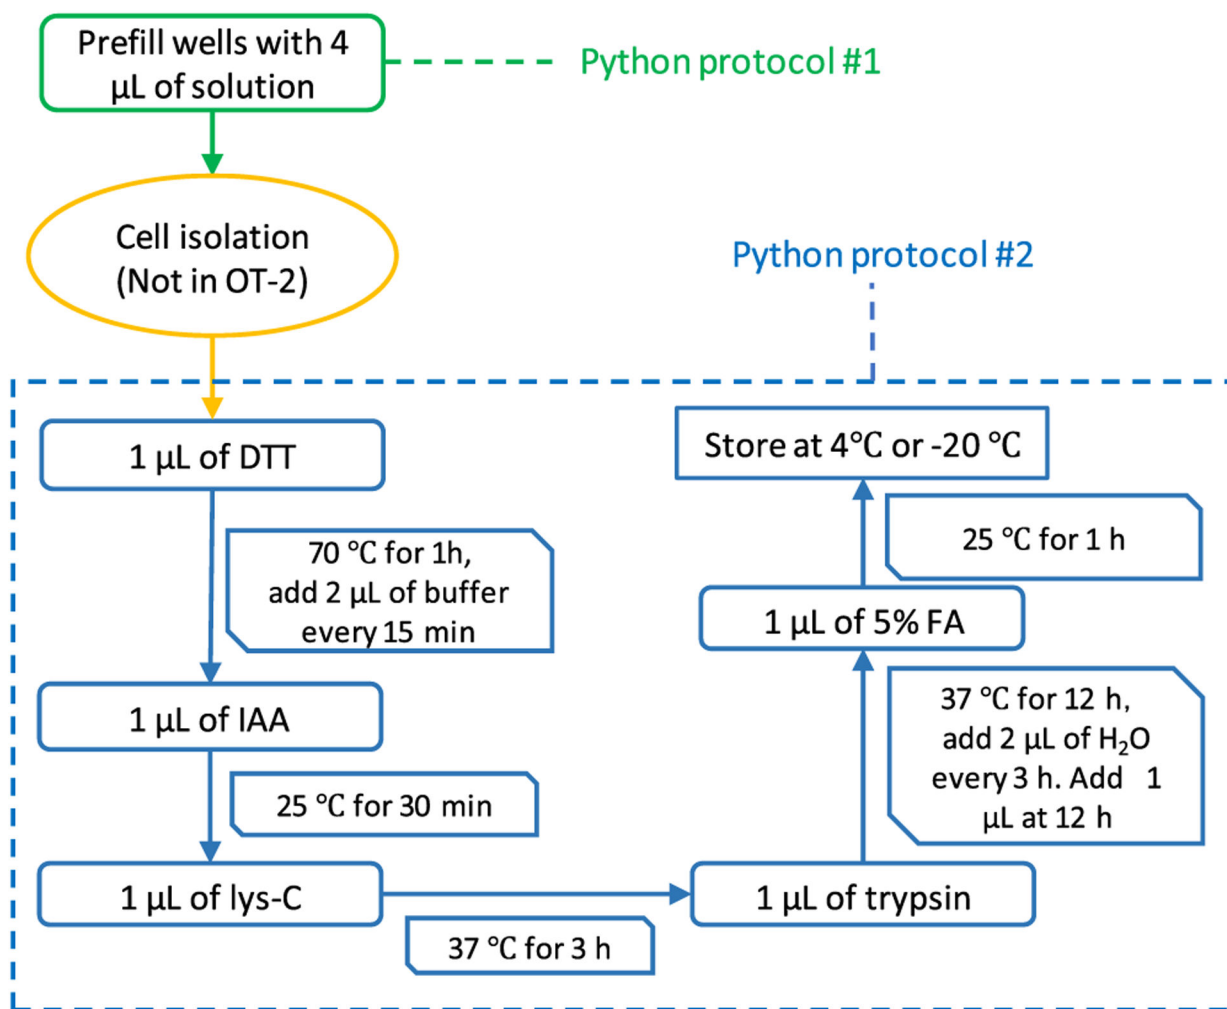 Prefill wells with 4
µL of solution
Python protocol #1
Cell isolation
(Not in OT-2)
Python protocol #2
1 µL of DTT
70 °C for 1h,
add 2 µL of buffer
every 15 min
1 µL of IAA
25 °C for 30 min
1 µL of lys-C
37 °C for 3 h
1 µL of trypsin
37 °C for 12 h,
add 2 µL of H₂O
every 3 h. Add 1
µL at 12 h
1 µL of 5% FA
25 °C for 1 h
Store at 4°C or -20 °C